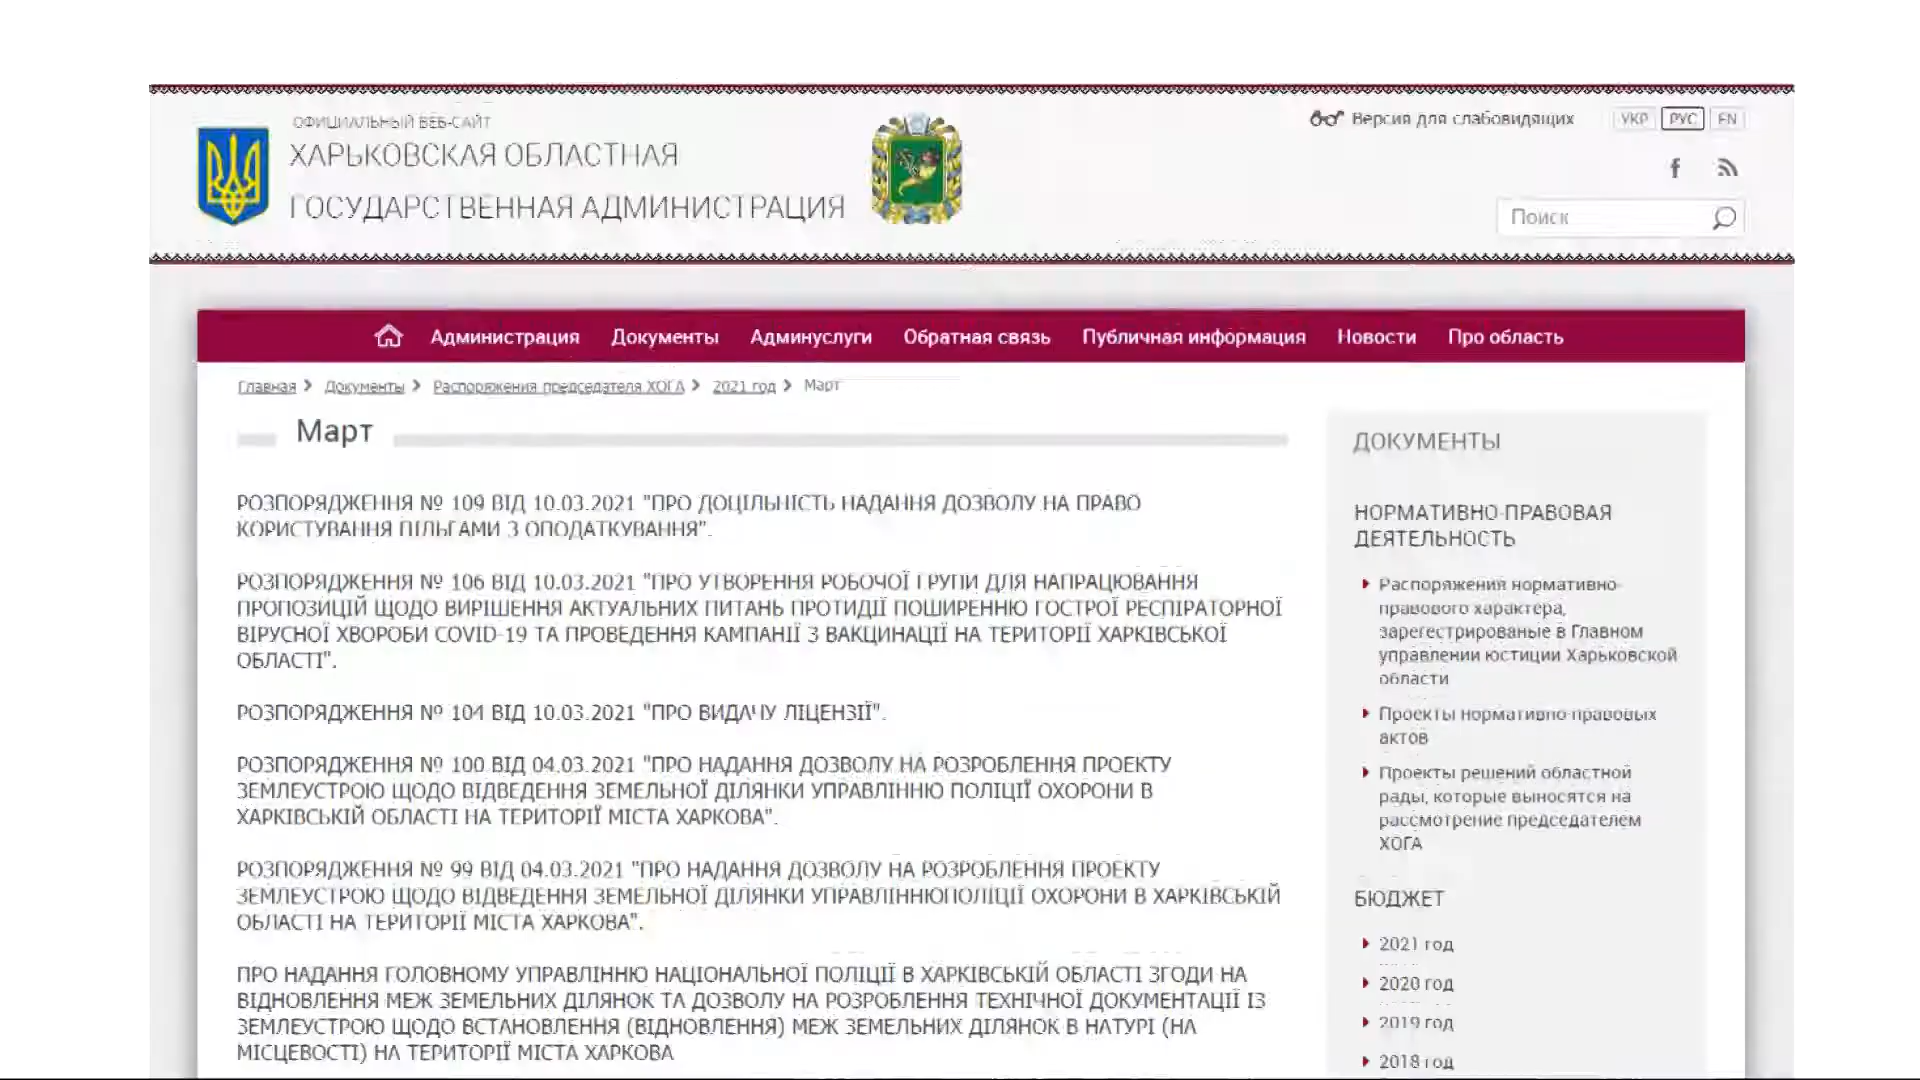 ОФИЦИАЛЬНЫЙ ВЕБ-САЙТ
ХАРЬКОВСКАЯ ОБЛАСТНАЯ
ГОСУДАРСТВЕННАЯ АДМИНИСТРАЦИЯ
Версия для слабовидящих
УКР РУС EN
Поиск
Администрация Документы Админуслуги Обратная связь Публичная информация Новости Про область
Главная Документы Распоряжения председателя ХОГА 2021 год Март
Март
РОЗПОРЯДЖЕННЯ № 109 ВІД 10.03.2021 "ПРО ДОЦІЛЬНІСТЬ НАДАННЯ ДОЗВОЛУ НА ПРАВО
КОРИСТУВАННЯ ПІЛЬГАМИ З ОПОДАТКУВАННЯ".
РОЗПОРЯДЖЕННЯ № 106 ВІД 10.03.2021 "ПРО УТВОРЕННЯ РОБОЧОЇ ГРУПИ ДЛЯ НАПРАЦЮВАННЯ
ПРОПОЗИЦІЙ ЩОДО ВИРІШЕННЯ АКТУАЛЬНИХ ПИТАНЬ ПРОТИДІЇ ПОШИРЕННЮ ГОСТРОЇ РЕСПІРАТОРНОЇ
ВІРУСНОЇ ХВОРОБИ COVID-19 ТА ПРОВЕДЕННЯ КАМПАНІЇ З ВАКЦИНАЦІЇ НА ТЕРИТОРІЇ ХАРКІВСЬКОЇ
ОБЛАСТІ".
РОЗПОРЯДЖЕННЯ № 104 ВІД 10.03.2021 "ПРО ВИДАЧУ ЛІЦЕНЗІЇ".
РОЗПОРЯДЖЕННЯ № 100 ВІД 04.03.2021 "ПРО НАДАННЯ ДОЗВОЛУ НА РОЗРОБЛЕННЯ ПРОЕКТУ
ЗЕМЛЕУСТРОЮ ЩОДО ВІДВЕДЕННЯ ЗЕМЕЛЬНОЇ ДІЛЯНКИ УПРАВЛІННЮ ПОЛІЦІЇ ОХОРОНИ В
ХАРКІВСЬКІЙ ОБЛАСТІ НА ТЕРИТОРІЇ МІСТА ХАРКОВА".
РОЗПОРЯДЖЕННЯ № 99 ВІД 04.03.2021 "ПРО НАДАННЯ ДОЗВОЛУ НА РОЗРОБЛЕННЯ ПРОЕКТУ
ЗЕМЛЕУСТРОЮ ЩОДО ВІДВЕДЕННЯ ЗЕМЕЛЬНОЇ ДІЛЯНКИ УПРАВЛІННЮПОЛІЦІЇ ОХОРОНИ В ХАРКІВСЬКІЙ
ОБЛАСТІ НА ТЕРИТОРІЇ МІСТА ХАРКОВА".
ПРО НАДАННЯ ГОЛОВНОМУ УПРАВЛІННЮ НАЦІОНАЛЬНОЇ ПОЛІЦІЇ В ХАРКІВСЬКІЙ ОБЛАСТІ ЗГОДИ НА
ВІДНОВЛЕННЯ МЕЖ ЗЕМЕЛЬНИХ ДІЛЯНОК ТА ДОЗВОЛУ НА РОЗРОБЛЕННЯ ТЕХНІЧНОЇ ДОКУМЕНТАЦІЇ ІЗ
ЗЕМЛЕУСТРОЮ ЩОДО ВСТАНОВЛЕННЯ (ВІДНОВЛЕННЯ) МЕЖ ЗЕМЕЛЬНИХ ДІЛЯНОК В НАТУРІ (НА
МІСЦЕВОСТІ) НА ТЕРИТОРІЇ МІСТА ХАРКОВА
ДОКУМЕНТЫ
НОРМАТИВНО-ПРАВОВАЯ
ДЕЯТЕЛЬНОСТЬ
Распоряжения нормативно-
правового характера,
зарегестрированые в Главном
управлении юстиции Харьковской
области
Проекты нормативно-правовых
актов
Проекты решений областной
рады, которые выносятся на
рассмотрение председателем
ХОГА
БЮДЖЕТ
2021 год
2020 год
2019 год
2018 год